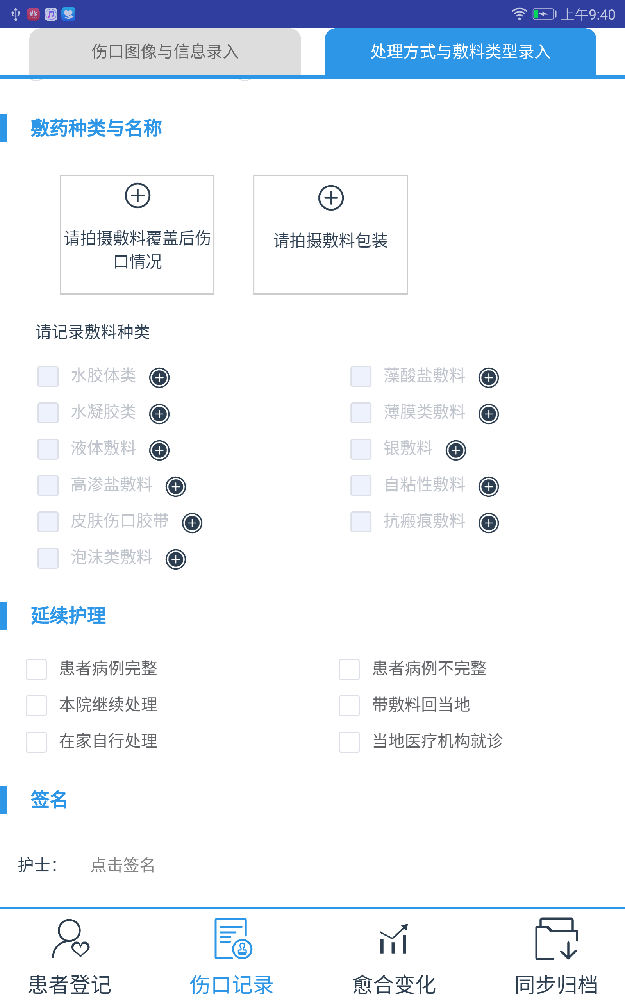 上午9:40
伤口图像与信息录入
处理方式与敷料类型录入
敷药种类与名称
请拍摄敷料覆盖后伤
口情况
请拍摄敷料包装
请记录敷料种类
水胶体类
藻酸盐敷料
水凝胶类
薄膜类敷料
液体敷料
银敷料
高渗盐敷料
自粘性敷料
皮肤伤口胶带
抗瘢痕敷料
泡沫类敷料
延续护理
患者病例完整
患者病例不完整
本院继续处理
带敷料回当地
在家自行处理
当地医疗机构就诊
签名
护士：
点击签名
患者登记
伤口记录
愈合变化
同步归档